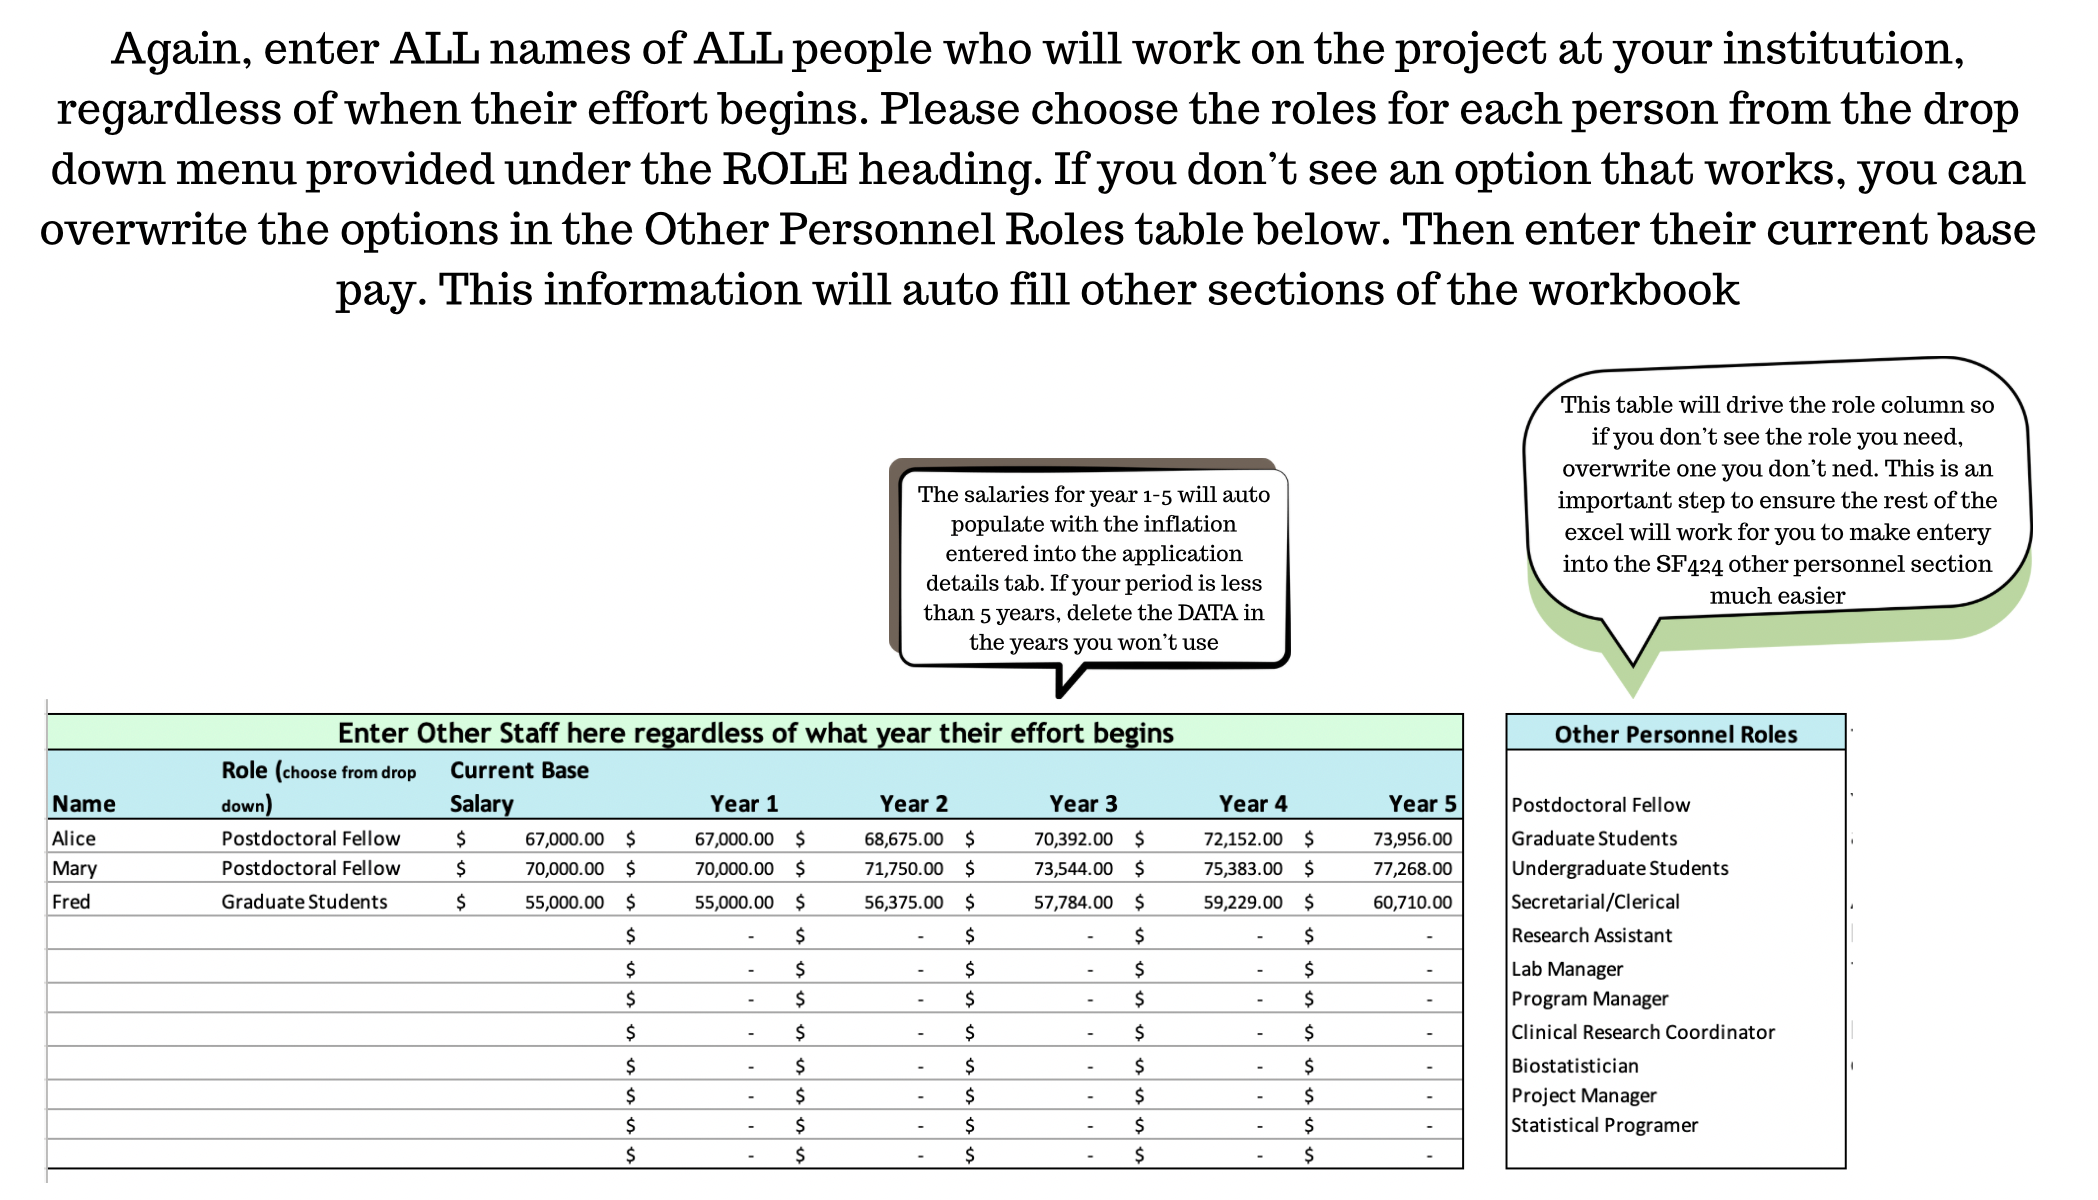 Again, enter ALL names of ALL people who will work on the project at your institution,
regardless of when their effort begins. Please choose the roles for each person from the drop
down menu provided under the ROLE heading. If you don’t see an option that works, you can
overwrite the options in the Other Personnel Roles table below. Then enter their current base
pay. This information will auto fill other sections of the workbook
This table will drive the role column so
if you don’t see the role you need,
overwrite one you don’t ned. This is an
important step to ensure the rest of the
excel will work for you to make entery
into the SF424 other personnel section
much easier
The salaries for year 1-5 will auto
populate with the inflation
entered into the application
details tab. If your period is less
than 5 years, delete the DATA in
the years you won’t use
Enter Other Staff here regardless of what year their effort begins
Name Role (choose from drop down) Current Base Salary Year 1 Year 2 Year 3 Year 4 Year 5
Alice Postdoctoral Fellow $ 67,000.00 $ 67,000.00 $ 68,675.00 $ 70,392.00 $ 72,152.00 $ 73,956.00
Mary Postdoctoral Fellow $ 70,000.00 $ 70,000.00 $ 71,750.00 $ 73,544.00 $ 75,383.00 $ 77,268.00
Fred Graduate Students $ 55,000.00 $ 55,000.00 $ 56,375.00 $ 57,784.00 $ 59,229.00 $ 60,710.00
$ - $ - $ - $ - $ -
$ - $ - $ - $ - $ -
$ - $ - $ - $ - $ -
$ - $ - $ - $ - $ -
$ - $ - $ - $ - $ -
$ - $ - $ - $ - $ -
$ - $ - $ - $ - $ -
$ - $ - $ - $ - $ -
Other Personnel Roles
Postdoctoral Fellow
Graduate Students
Undergraduate Students
Secretarial/Clerical
Research Assistant
Lab Manager
Program Manager
Clinical Research Coordinator
Biostatistician
Project Manager
Statistical Programer